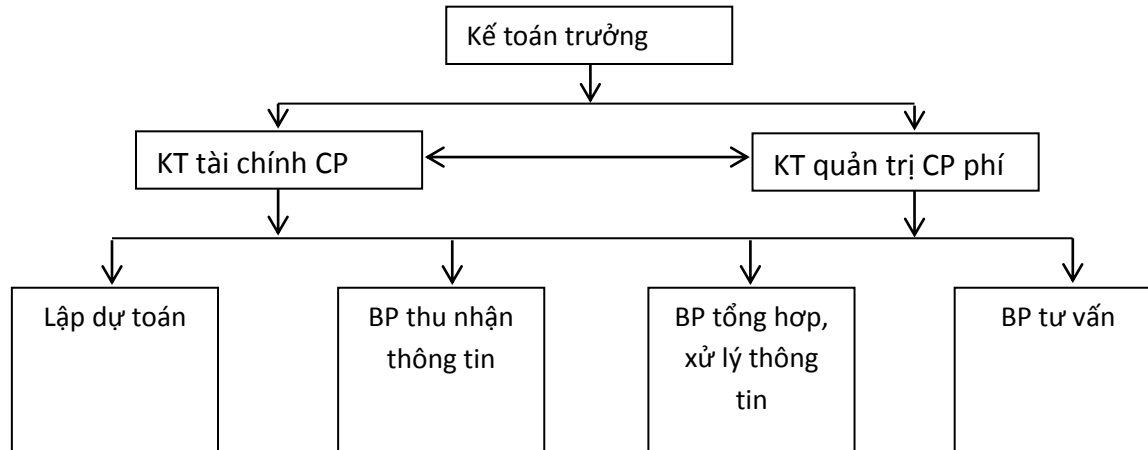 Kế toán trưởng
KT tài chính CP
KT quản trị CP phí
Lập dự toán
BP thu nhận
thông tin
BP tổng hơp,
xử lý thông
tin
BP tư vấn